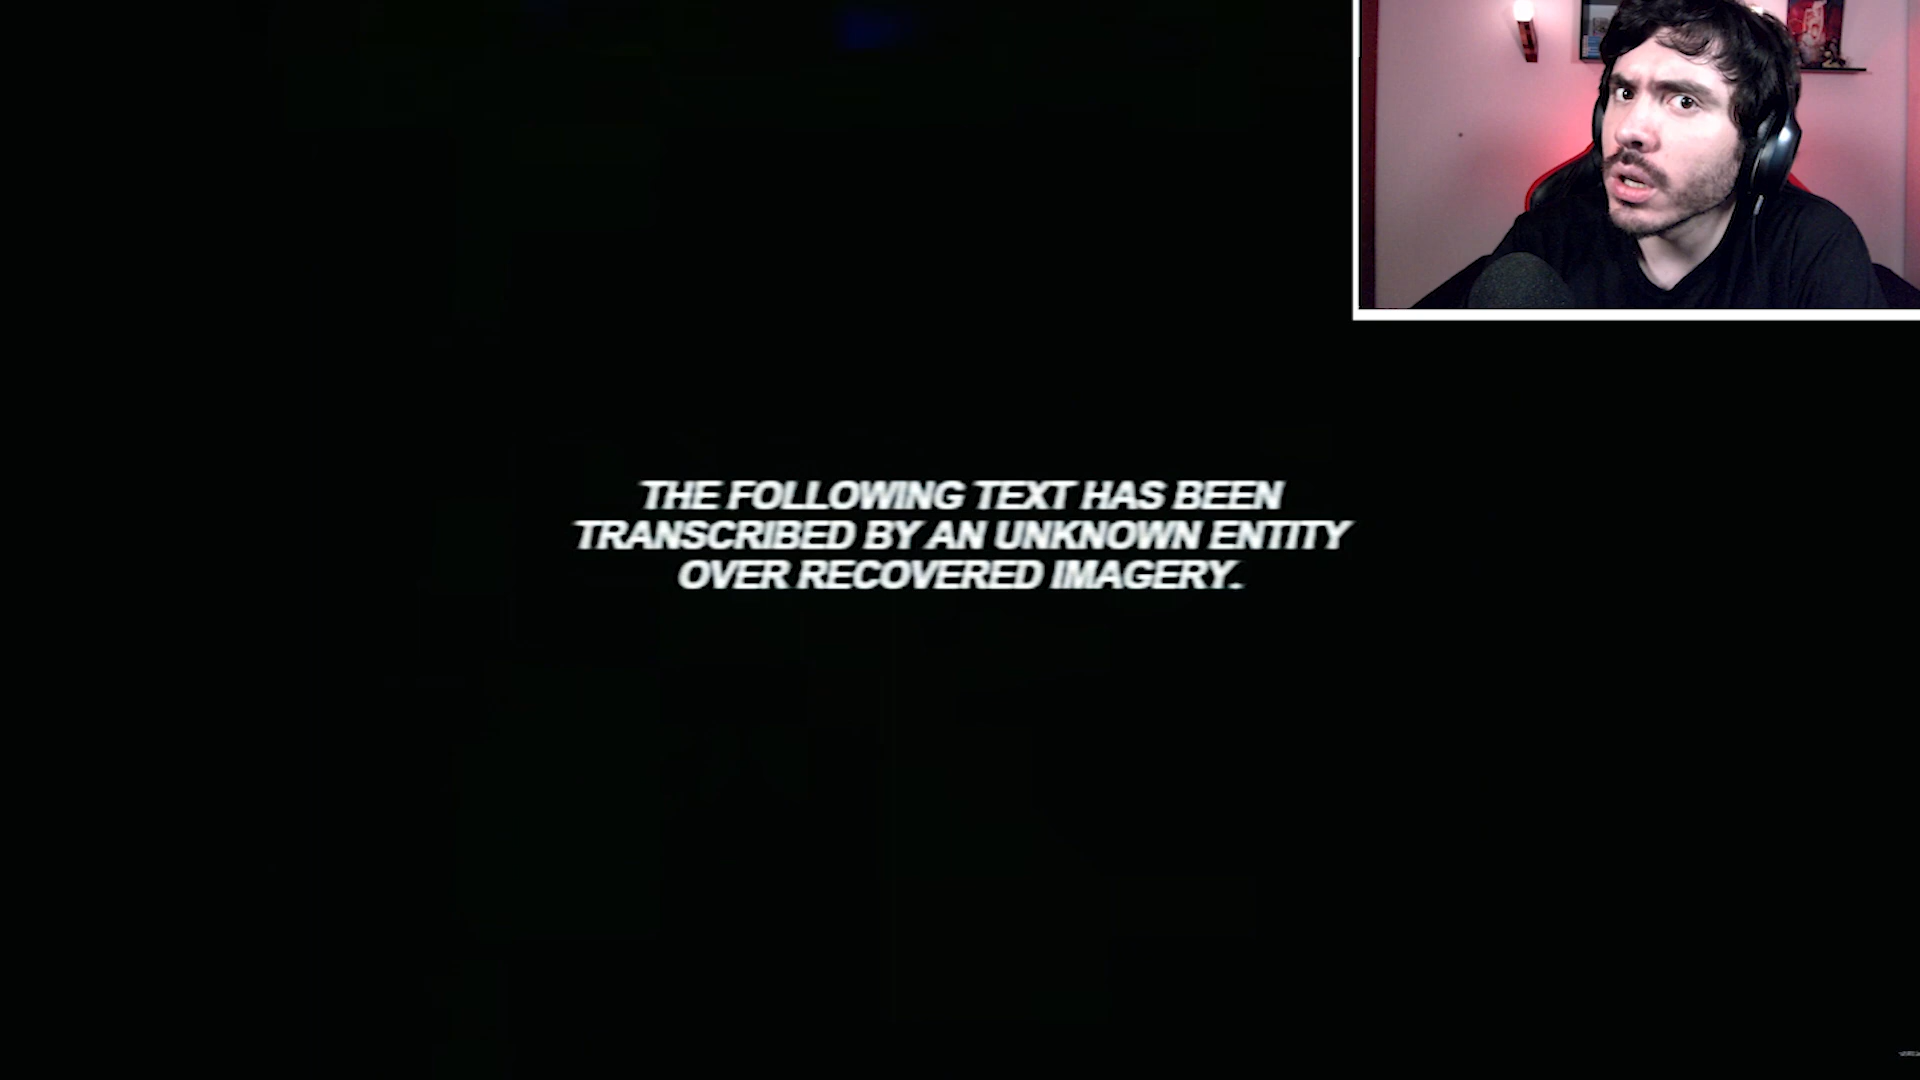 THE FOLLOWING TEXT HAS BEEN
TRANSCRIBED BY AN UNKNOWN ENTITY
OVER RECOVERED IMAGERY.